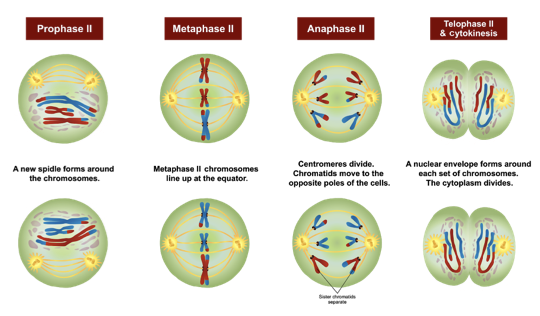 Prophase II
Metaphase II
Anaphase II
Telophase II
& cytokinesis
A new spidle forms around
the chromosomes.
Metaphase II chromosomes
line up at the equator.
Centromeres divide.
Chromatids move to the
opposite poles of the cells.
A nuclear envelope forms around
each set of chromosomes.
The cytoplasm divides.
Sister chromatids
separate